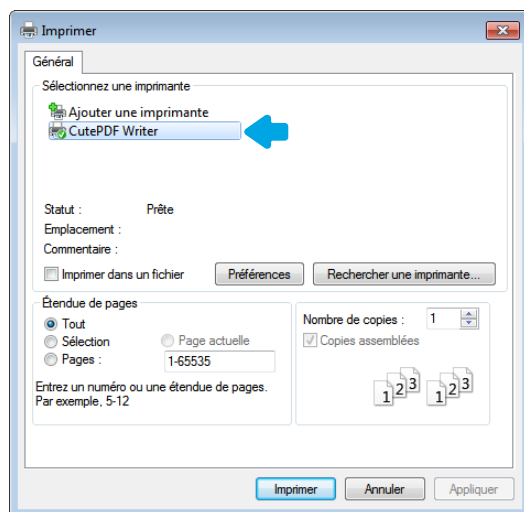 Imprimer
Général
Sélectionnez une imprimante
Ajouter une imprimante
CutePDF Writer
Statut : Prête
Emplacement :
Commentaire :
Imprimer dans un fichier Préférences Rechercher une imprimante...
Étendue de pages
Tout
Sélection Page actuelle
Pages : 1-65535
Entrez un numéro ou une étendue de pages.
Par exemple, 5-12
Nombre de copies : 1
Copies assemblées
1 2 3 1 2 3
Imprimer Annuler Appliquer